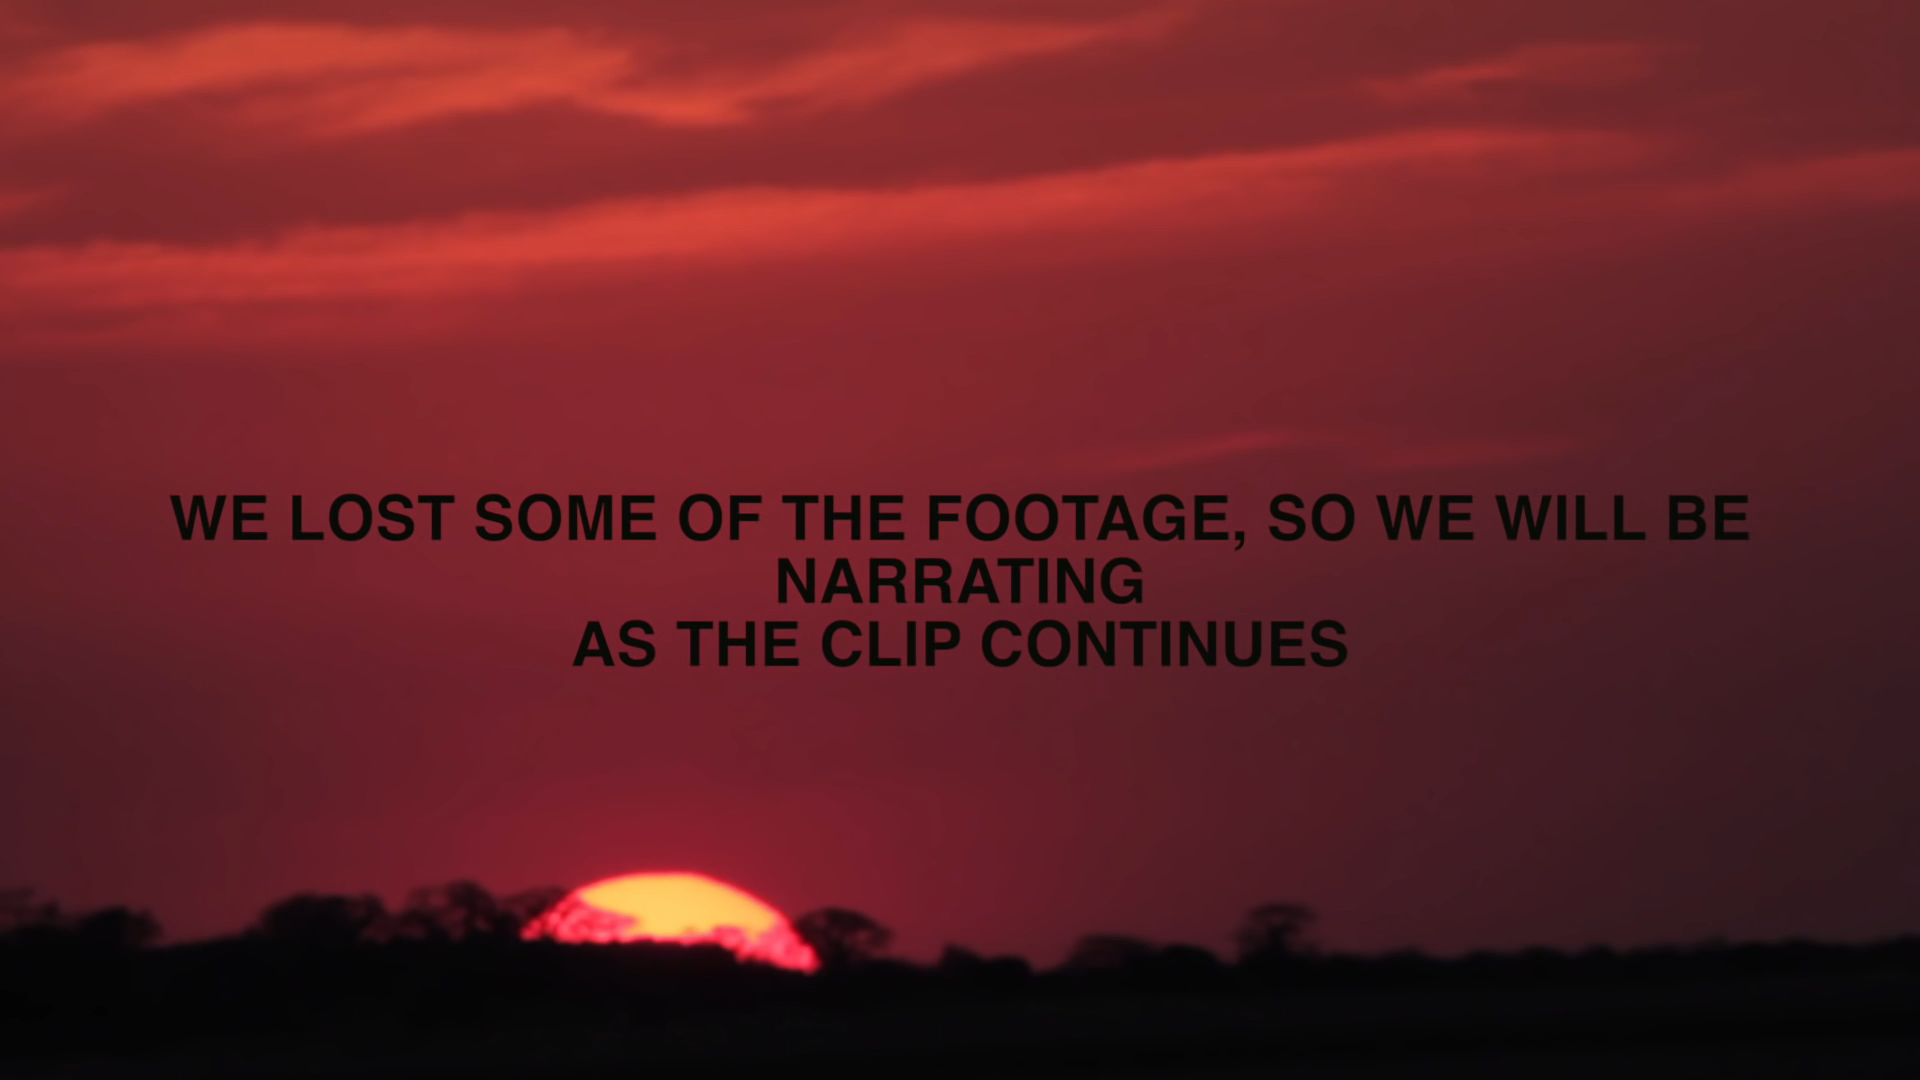 WE LOST SOME OF THE FOOTAGE, SO WE WILL BE
NARRATING
AS THE CLIP CONTINUES